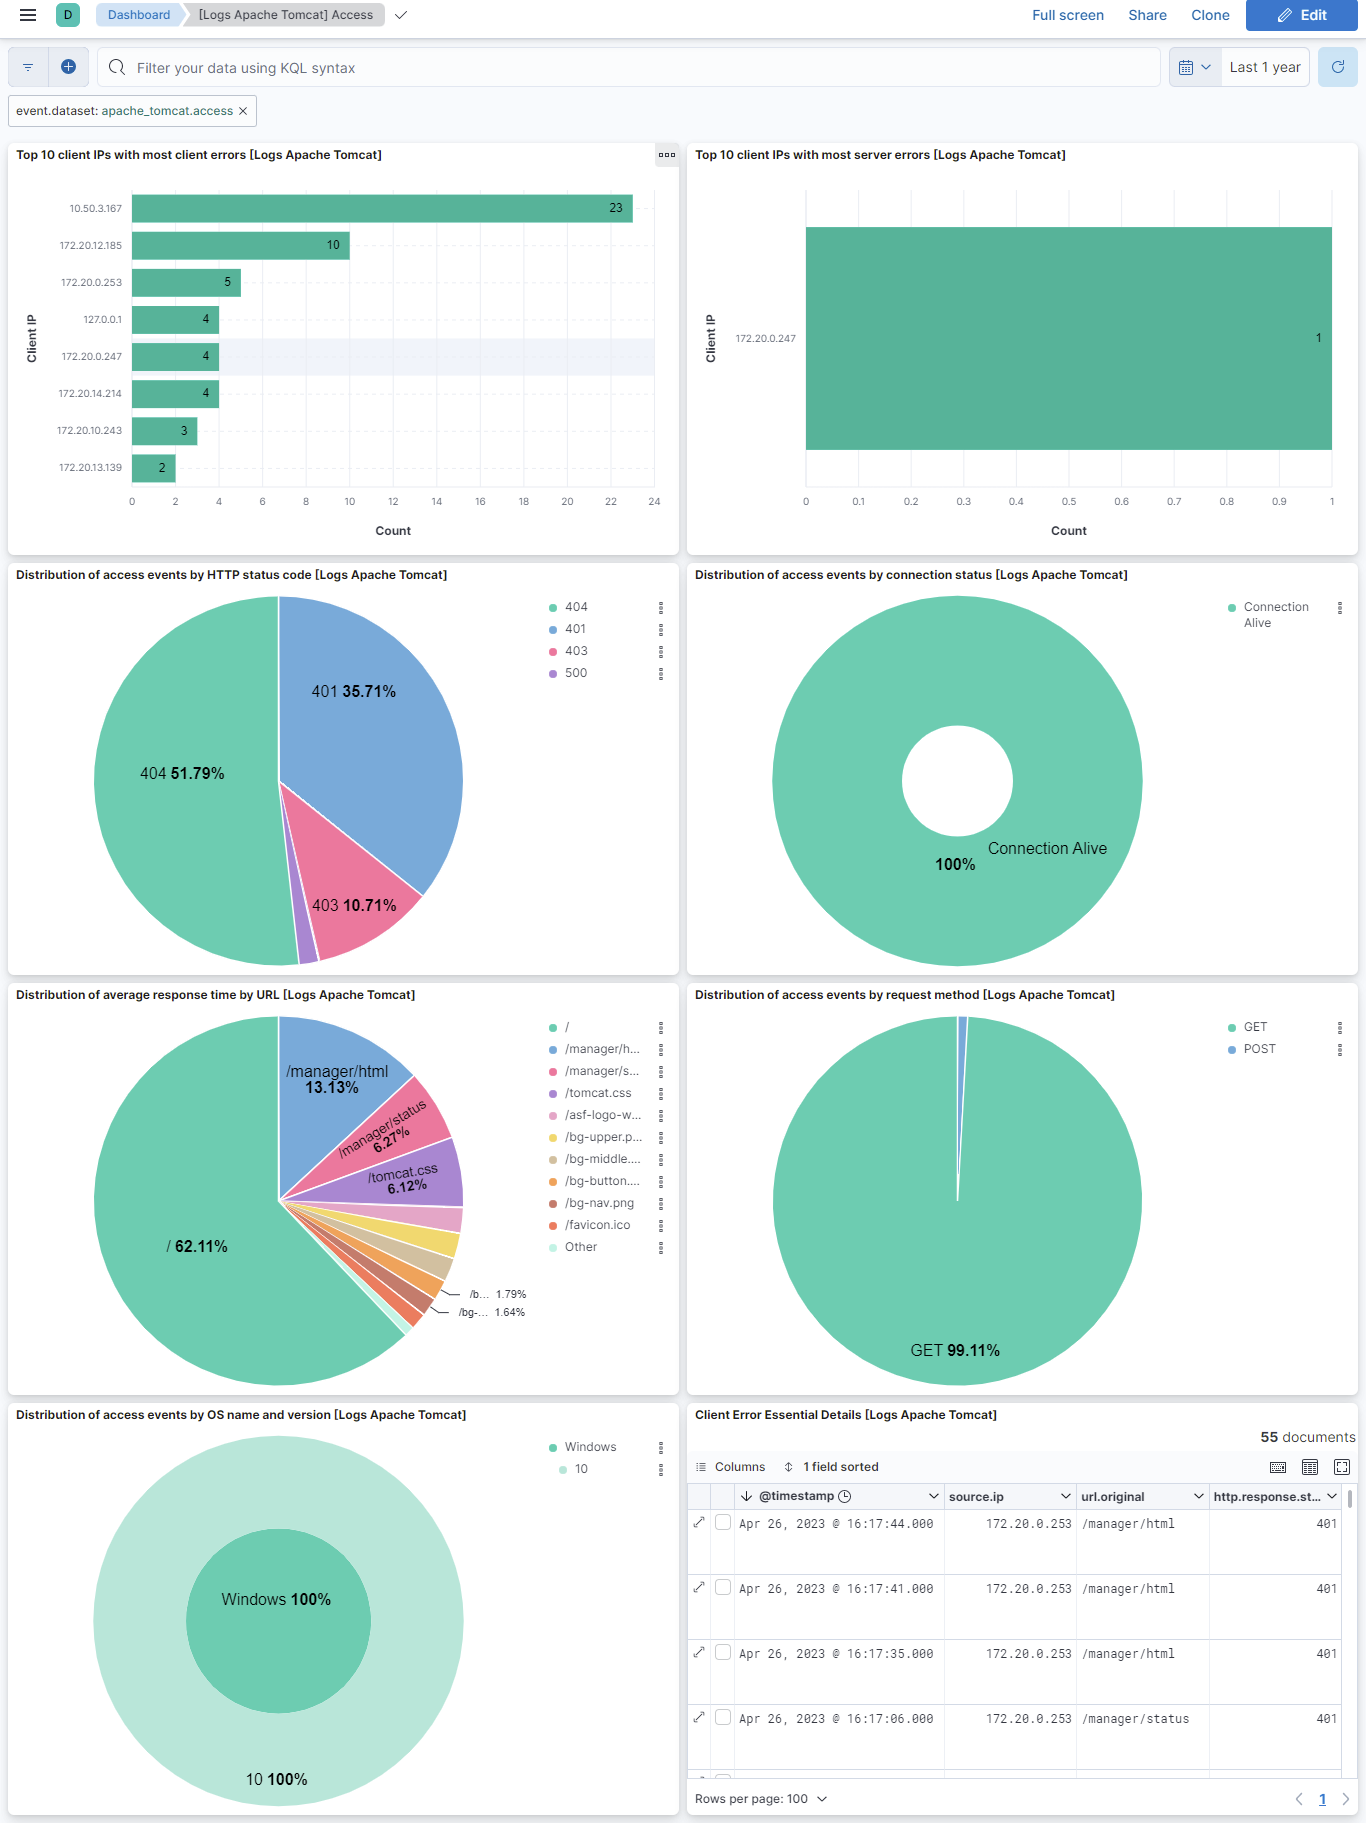 D Dashboard [Logs Apache Tomcat] Access Full screen Share Clone Edit
Filter your data using KQL syntax Last 1 year
event.dataset: apache_tomcat.access ×
Top 10 client IPs with most client errors [Logs Apache Tomcat]
Client IP
10.50.3.167 23
172.20.12.185 10
172.20.0.253 5
127.0.0.1 4
172.20.0.247 4
172.20.14.214 4
172.20.10.243 3
172.20.13.139 2
0 2 4 6 8 10 12 14 16 18 20 22 24
Count
Top 10 client IPs with most server errors [Logs Apache Tomcat]
Client IP
172.20.0.247 1
0 0.1 0.2 0.3 0.4 0.5 0.6 0.7 0.8 0.9 1
Count
Distribution of access events by HTTP status code [Logs Apache Tomcat]
401 35.71%
404 51.79%
403 10.71%
404
401
403
500
Distribution of access events by connection status [Logs Apache Tomcat]
Connection Alive
100%
Connection
Alive
Distribution of average response time by URL [Logs Apache Tomcat]
/manager/html
13.13%
/manager/status
6.27%
/tomcat.css
6.12%
/ 62.11%
/b... 1.79%
/bg-... 1.64%
/
/manager/h...
/manager/s...
/tomcat.css
/asf-logo-w...
/bg-upper.p...
/bg-middle....
/bg-button....
/bg-nav.png
/favicon.ico
Other
Distribution of access events by request method [Logs Apache Tomcat]
GET 99.11%
GET
POST
Distribution of access events by OS name and version [Logs Apache Tomcat]
Windows 100%
10 100%
Windows
10
Client Error Essential Details [Logs Apache Tomcat]
55 documents
Columns 1 field sorted
@timestamp source.ip url.original http.response.st...
Apr 26, 2023 @ 16:17:44.000 172.20.0.253 /manager/html 401
Apr 26, 2023 @ 16:17:41.000 172.20.0.253 /manager/html 401
Apr 26, 2023 @ 16:17:35.000 172.20.0.253 /manager/html 401
Apr 26, 2023 @ 16:17:06.000 172.20.0.253 /manager/status 401
Rows per page: 100 1